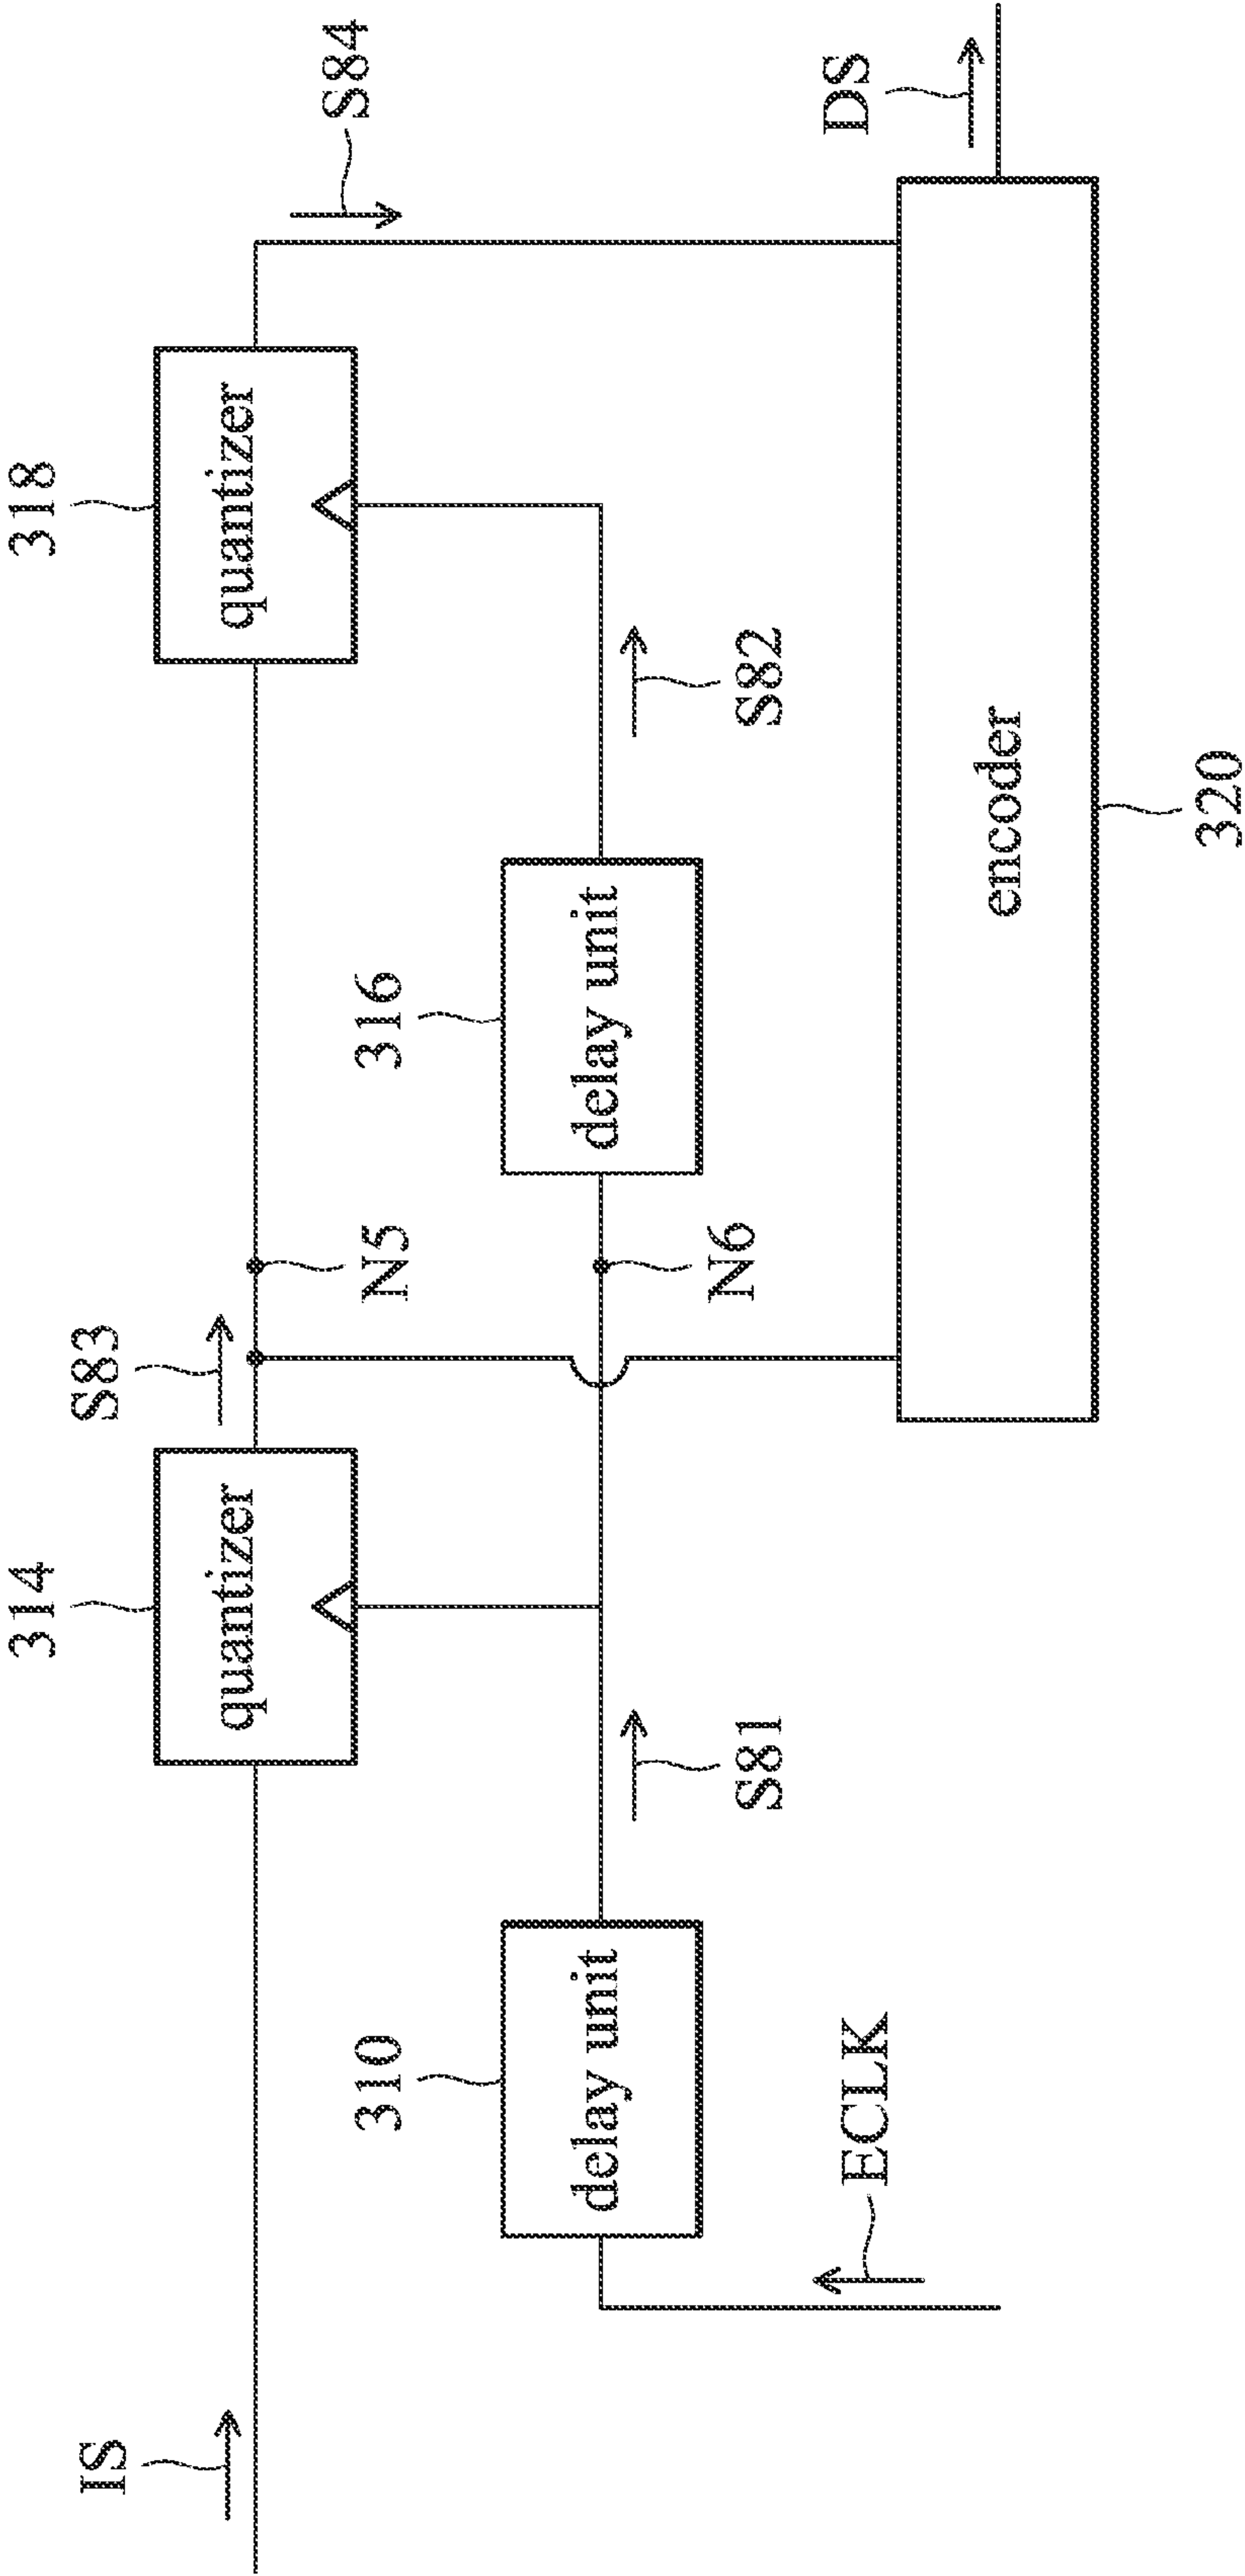 IS
314
quantizer
S83
N5
318
quantizer
S84
310
delay unit
S81
N6
316
delay unit
S82
ECLK
encoder
320
DS